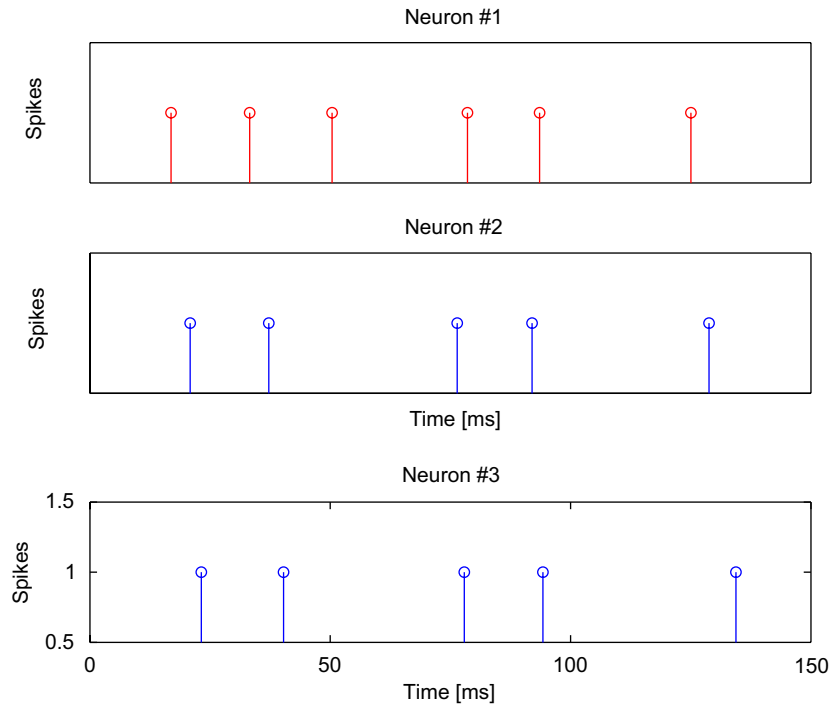 Neuron #1
Spikes
Neuron #2
Spikes
Time [ms]
Neuron #3
1.5
1
0.5
Spikes
0
50
100
150
Time [ms]